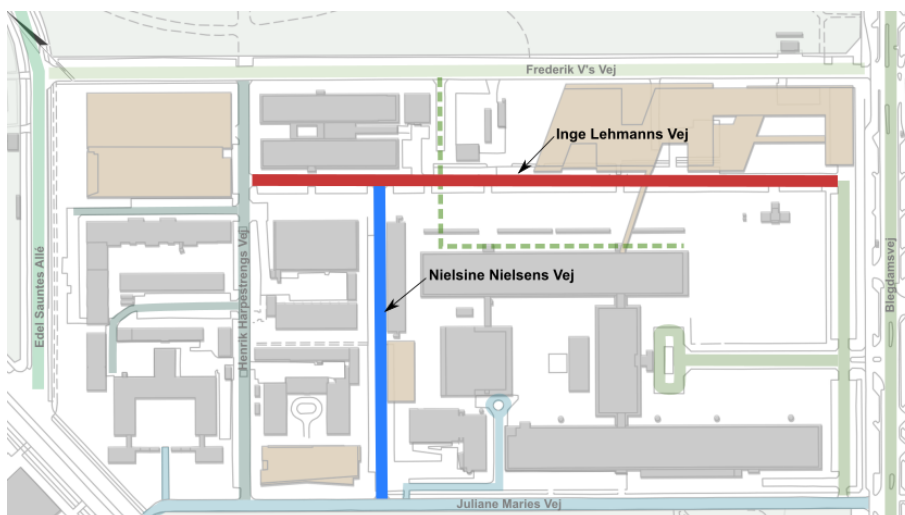 Frederik V's Vej
Inge Lehmanns Vej
Edel Sauntes Allé
Henrik Harpestrengs Vej
Nielsine Nielsens Vej
Blegdamsvej
Juliane Maries Vej